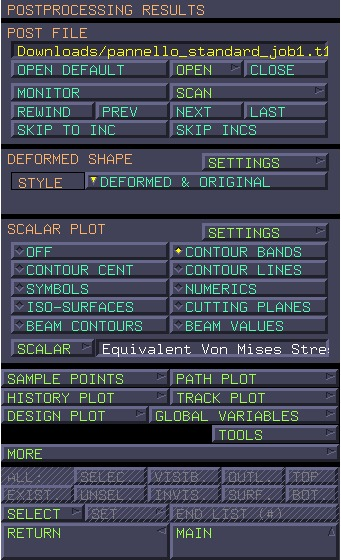 POSTPROCESSING RESULTS
POST FILE
Downloads/pannello_standard_job1.t1
OPEN DEFAULT OPEN CLOSE
MONITOR SCAN
REWIND PREV NEXT LAST
SKIP TO INC SKIP INCS
DEFORMED SHAPE SETTINGS
STYLE DEFORMED & ORIGINAL
SCALAR PLOT SETTINGS
OFF CONTOUR BANDS
CONTOUR CENT CONTOUR LINES
SYMBOLS NUMERICS
ISO-SURFACES CUTTING PLANES
BEAM CONTOURS BEAM VALUES
SCALAR Equivalent Von Mises Stre
SAMPLE POINTS PATH PLOT
HISTORY PLOT TRACK PLOT
DESIGN PLOT GLOBAL VARIABLES
TOOLS
MORE
ALL: SELEC. VISIB. OUTL. TOP
EXIST. UNSEL. INVIS. SURF. BOT.
SELECT SET END LIST (#)
RETURN MAIN